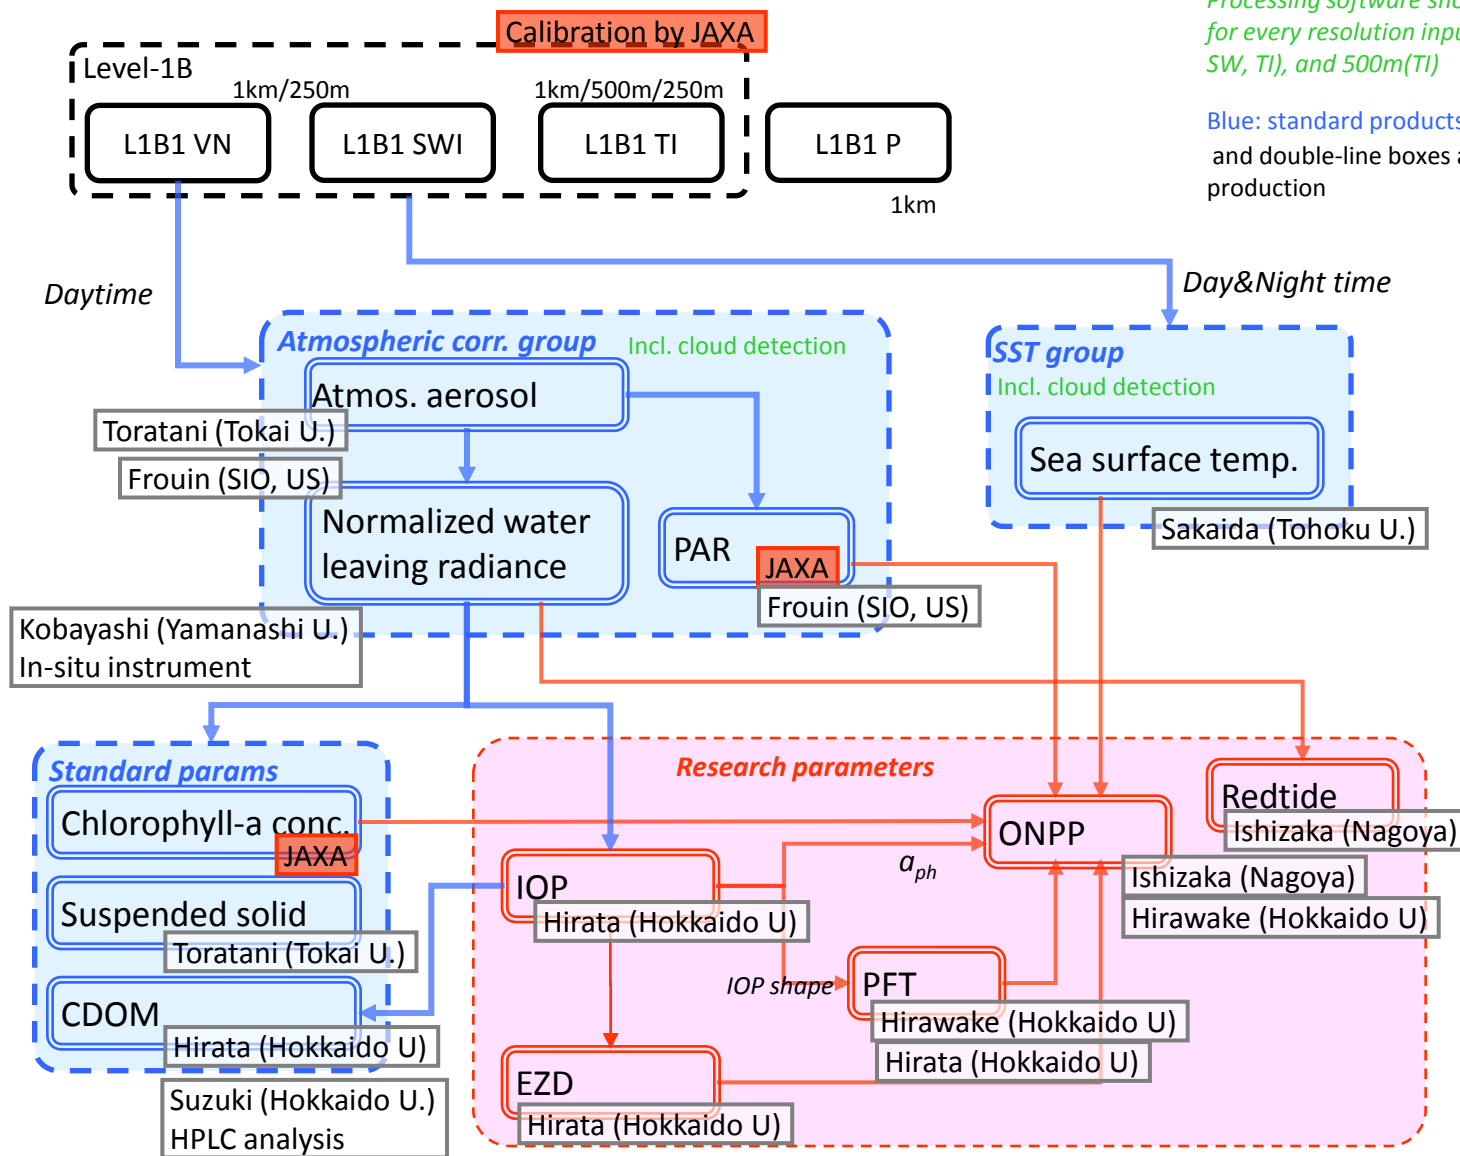 Processing software sho
for every resolution inpu
SW, TI), and 500m(TI)
Blue: standard products
and double-line boxes a
production
Calibration by JAXA
Level-1B
1km/250m
1km/500m/250m
L1B1 VN
L1B1 SWI
L1B1 TI
L1B1 P
1km
Daytime
Day&Night time
Atmospheric corr. group
Incl. cloud detection
Atmos. aerosol
Toratani (Tokai U.)
Frouin (SIO, US)
Normalized water
leaving radiance
PAR
JAXA
Frouin (SIO, US)
SST group
Incl. cloud detection
Sea surface temp.
Sakaida (Tohoku U.)
Kobayashi (Yamanashi U.)
In-situ instrument
Standard params
Chlorophyll-a conc.
JAXA
Suspended solid
Toratani (Tokai U.)
CDOM
Hirata (Hokkaido U)
Suzuki (Hokkaido U.)
HPLC analysis
Research parameters
Redtide
Ishizaka (Nagoya)
ONPP
Ishizaka (Nagoya)
Hirawake (Hokkaido U)
aph
IOP
Hirata (Hokkaido U)
IOP shape
PFT
Hirawake (Hokkaido U)
Hirata (Hokkaido U)
EZD
Hirata (Hokkaido U)